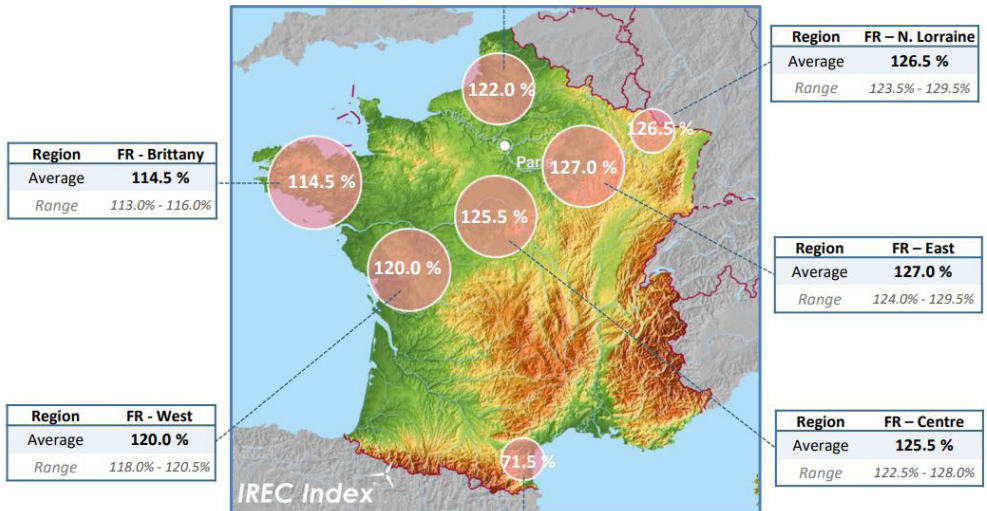 Region FR – N. Lorraine
Average 126.5 %
Range 123.5% - 129.5%
122.0 %
126.5 %
Paris
127.0 %
Region FR - Brittany
Average 114.5 %
Range 113.0% - 116.0%
114.5 %
125.5 %
120.0 %
Region FR – East
Average 127.0 %
Range 124.0% - 129.5%
Region FR - West
Average 120.0 %
Range 118.0% - 120.5%
Region FR – Centre
Average 125.5 %
Range 122.5% - 128.0%
71.5 %
IREC Index